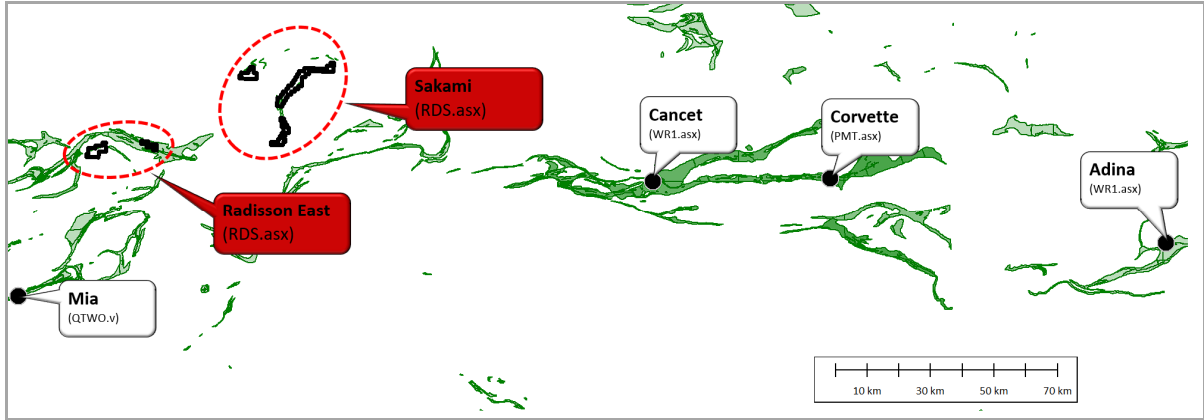 Sakami
(RDS.asx)
Cancet
(WR1.asx)
Corvette
(PMT.asx)
Adina
(WR1.asx)
Radisson East
(RDS.asx)
Mia
(QTWO.v)
10 km 30 km 50 km 70 km